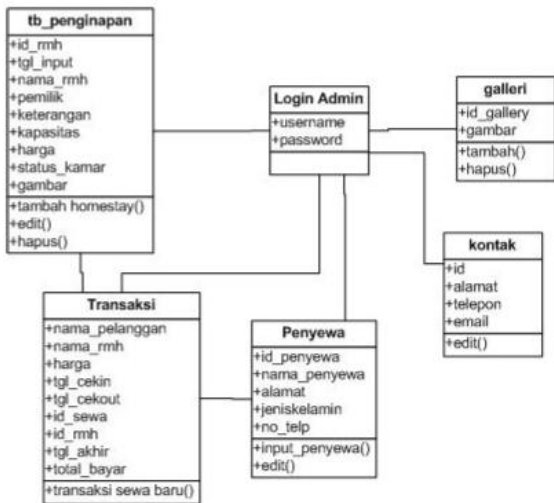 tb_penginapan
+id_rmh
+tgl_input
+nama_rmh
+pemilik
+keterangan
+kapasitas
+harga
+status_kamar
+gambar
+tambah homestay()
+edit()
+hapus()
Login Admin
+username
+password
galleri
+id_gallery
+gambar
+tambah()
+hapus()
kontak
+id
+alamat
+telepon
+email
+edit()
Transaksi
+nama_pelanggan
+nama_rmh
+harga
+tgl_cekin
+tgl_cekout
+id_sewa
+id_rmh
+tgl_akhir
+total_bayar
+transaksi sewa baru()
Penyewa
+id_penyewa
+nama_penyewa
+alamat
+jeniskelamin
+no_telp
+input_penyewa()
+edit()